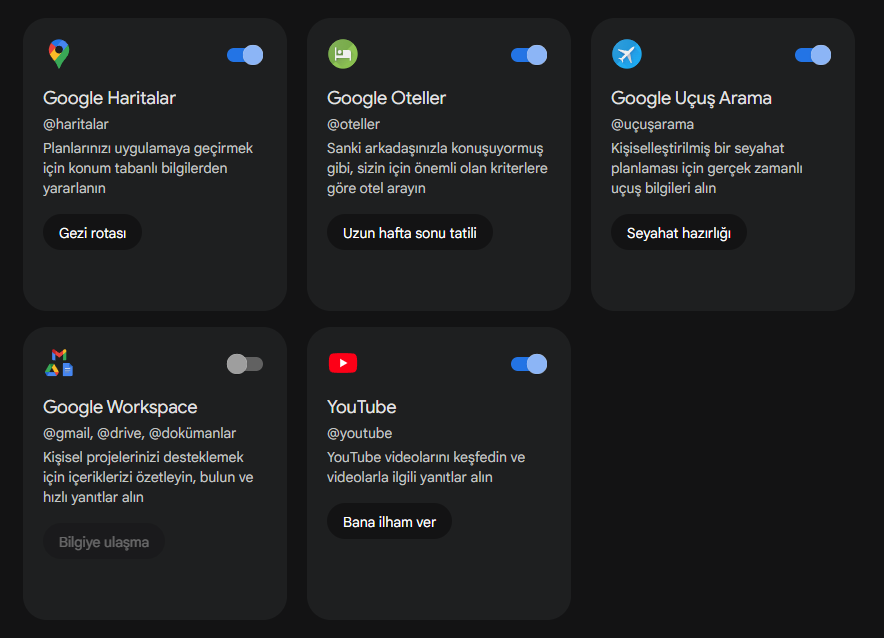 Google Haritalar
@haritalar
Planlarınızı uygulamaya geçirmek
için konum tabanlı bilgilerden
yararlanın
Gezi rotası
Google Oteller
@oteller
Sanki arkadaşınızla konuşuyormuş
gibi, sizin için önemli olan kriterlere
göre otel arayın
Uzun hafta sonu tatili
Google Uçuş Arama
@uçuşarama
Kişiselleştirilmiş bir seyahat
planlaması için gerçek zamanlı
uçuş bilgileri alın
Seyahat hazırlığı
Google Workspace
@gmail, @drive, @dokümanlar
Kişisel projelerinizi desteklemek
için içeriklerizi özetleyin, bulun ve
hızlı yanıtlar alın
Bilgiye ulaşma
YouTube
@youtube
YouTube videolarını keşfedin ve
videolarla ilgili yanıtlar alın
Bana ilham ver